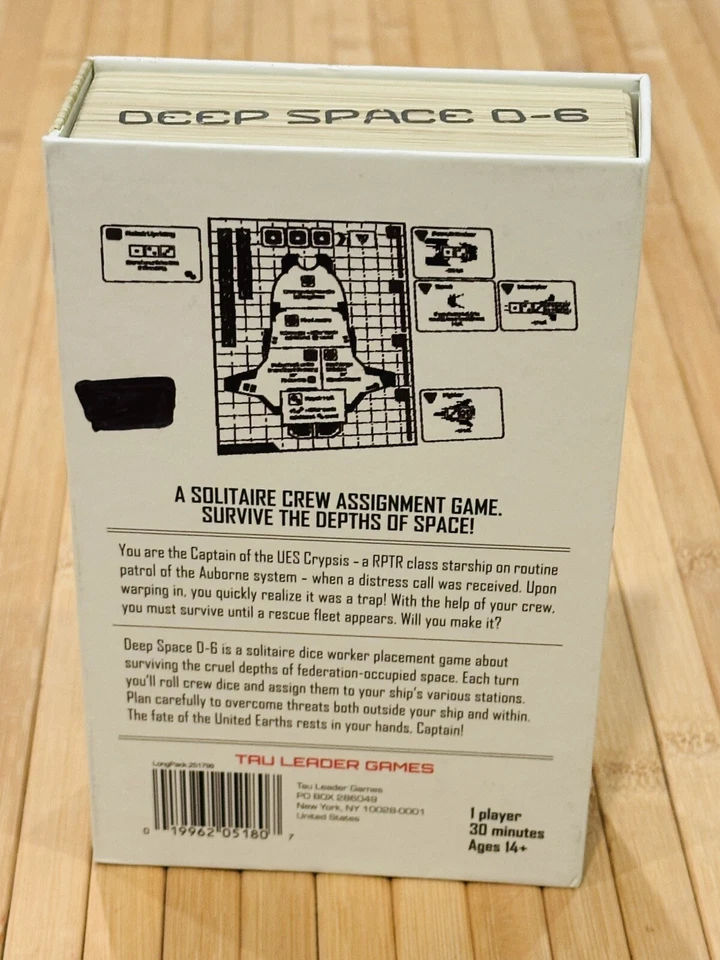 DEEP SPACE D-6
Robot Uprising
A SOLITAIRE CREW ASSIGNMENT GAME.
SURVIVE THE DEPTHS OF SPACE!
You are the Captain of the UES Crypsis - a RPTR class starship on routine
patrol of the Auborne system - when a distress call was received. Upon
warping in, you quickly realize it was a trap! With the help of your crew,
you must survive until a rescue fleet appears. Will you make it?
Deep Space D-6 is a solitaire dice worker placement game about
surviving the cruel depths of federation-occupied space. Each turn
you'll roll crew dice and assign them to your ship's various stations.
Plan carefully to overcome threats both outside your ship and within.
The fate of the United Earths rests in your hands, Captain!
TAU LEADER GAMES
LongPack.251799
Tau Leader Games
PO BOX 286049
New York, NY 10028-0001
United States
0 19962 05180 7
1 player
30 minutes
Ages 14+